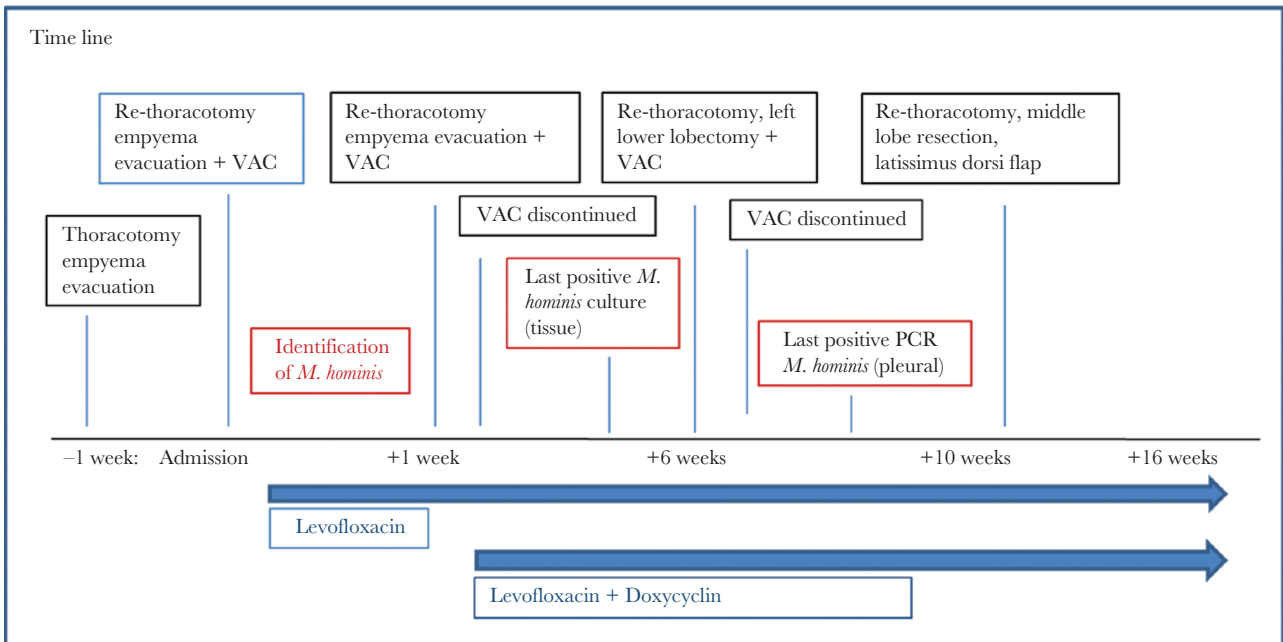 Time line
Re-thoracotomy
empyema
evacuation + VAC
Re-thoracotomy
empyema evacuation +
VAC
Re-thoracotomy, left
lower lobectomy +
VAC
Re-thoracotomy, middle
lobe resection,
latissimus dorsi flap
Thoracotomy
empyema
evacuation
VAC discontinued
VAC discontinued
Last positive M.
hominis culture
(tissue)
Identification
of M. hominis
Last positive PCR
M. hominis (pleural)
–1 week: Admission +1 week +6 weeks +10 weeks +16 weeks
Levofloxacin
Levofloxacin + Doxycyclin